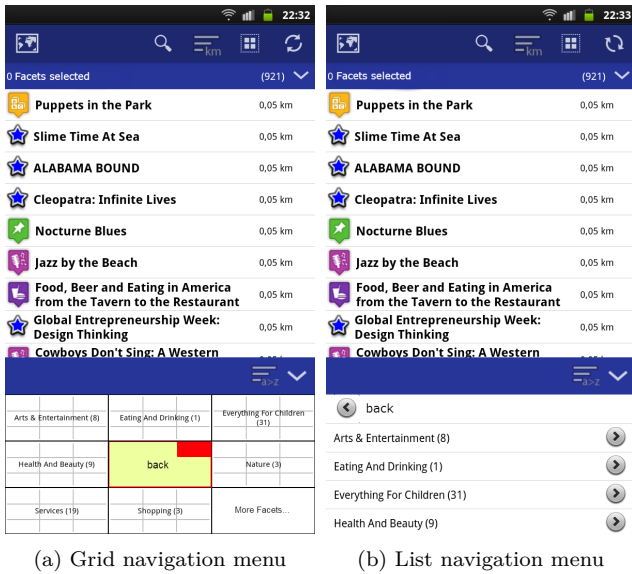 22:32
km
0 Facets selected (921)
Puppets in the Park 0,05 km
Slime Time At Sea 0,05 km
ALABAMA BOUND 0,05 km
Cleopatra: Infinite Lives 0,05 km
Nocturne Blues 0,05 km
Jazz by the Beach 0,05 km
Food, Beer and Eating in America
from the Tavern to the Restaurant 0,05 km
Global Entrepreneurship Week:
Design Thinking 0,05 km
Cowboys Don't Sing: A Western
a>z
Arts & Entertainment (8) Eating And Drinking (1) Everything For Children
(31)
Health And Beauty (9) back Nature (3)
Services (19) Shopping (3) More Facets...
(a) Grid navigation menu
22:33
km
0 Facets selected (921)
Puppets in the Park 0,05 km
Slime Time At Sea 0,05 km
ALABAMA BOUND 0,05 km
Cleopatra: Infinite Lives 0,05 km
Nocturne Blues 0,05 km
Jazz by the Beach 0,05 km
Food, Beer and Eating in America
from the Tavern to the Restaurant 0,05 km
Global Entrepreneurship Week:
Design Thinking 0,05 km
Cowboys Don't Sing: A Western
a>z
back
Arts & Entertainment (8)
Eating And Drinking (1)
Everything For Children (31)
Health And Beauty (9)
(b) List navigation menu